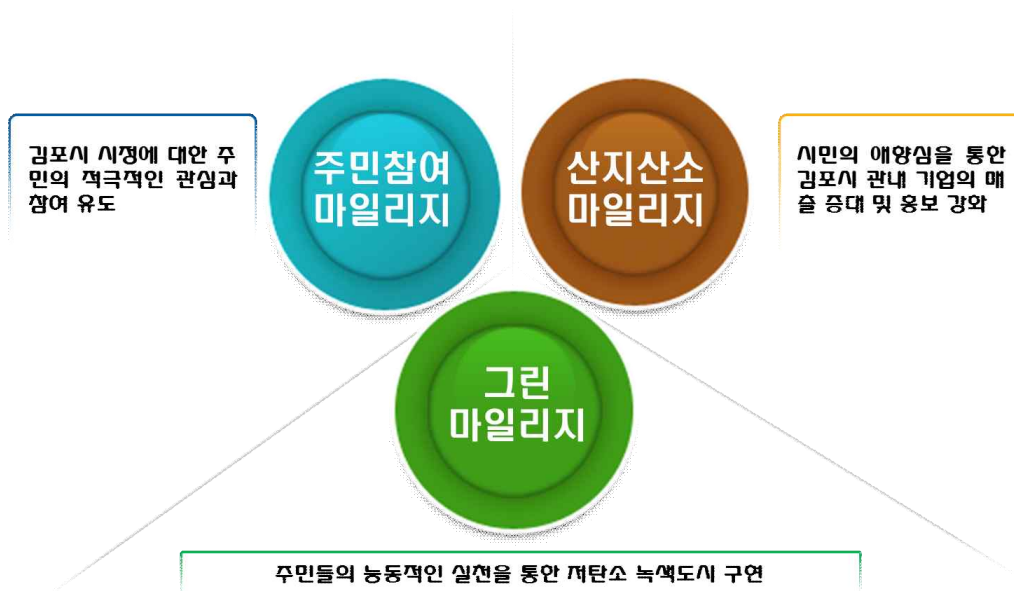 김포시 시정에 대한 주
민의 적극적인 관심과
참여 유도
주민참여
마일리지
산지산소
마일리지
시민의 애향심을 통한
김포시 관내 기업의 매
출 증대 및 홍보 강화
그린
마일리지
주민들의 능동적인 실천을 통한 저탄소 녹색도시 구현